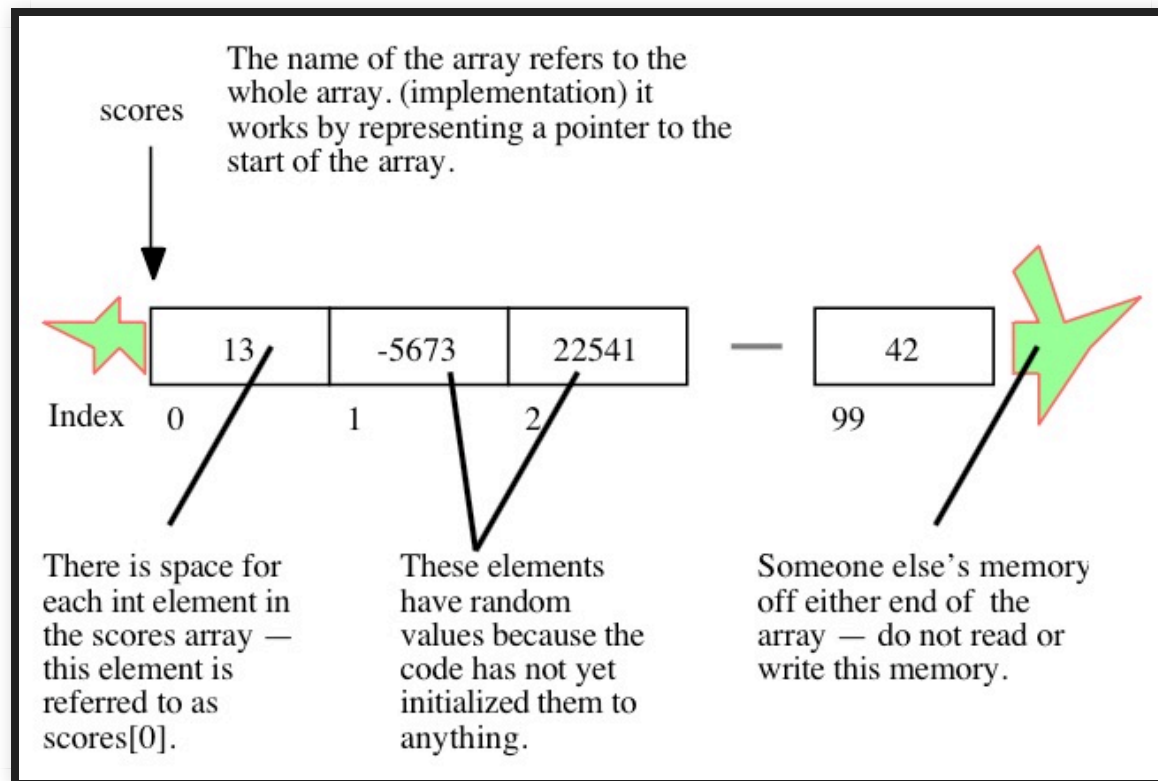 The name of the array refers to the
whole array. (implementation) it
works by representing a pointer to the
start of the array.
scores
13 -5673 22541 42
Index 0 1 2 99
There is space for
each int element in
the scores array —
this element is
referred to as
scores[0].
These elements
have random
values because the
code has not yet
initialized them to
anything.
Someone else's memory
off either end of the
array — do not read or
write this memory.